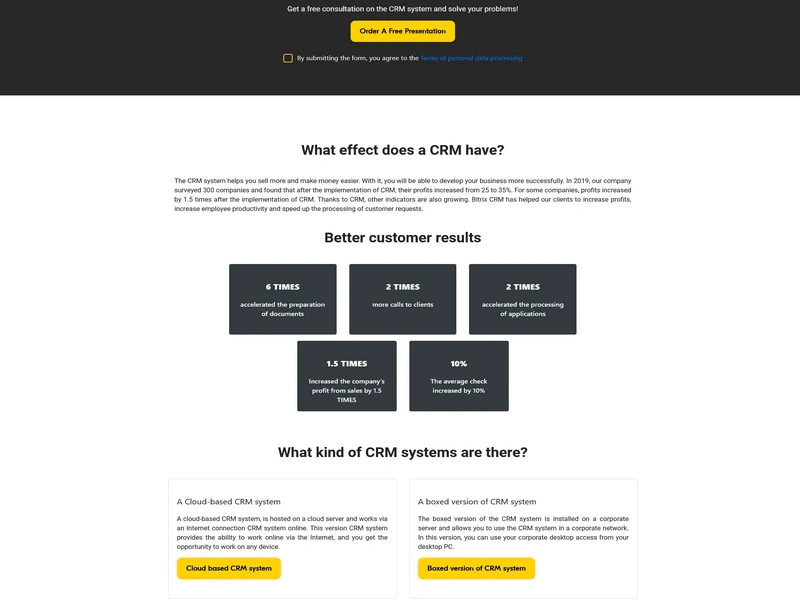 Get a free consultation on the CRM system and solve your problems!
Order A Free Presentation
By submitting the form, you agree to the Terms of personal data processing
What effect does a CRM have?
The CRM system helps you sell more and make money easier. With it, you will be able to develop your business more successfully. In 2019, our company
surveyed 300 companies and found that after the implementation of CRM, their profits increased from 25 to 35%. For some companies, profits increased
by 1.5 times after the implementation of CRM. Thanks to CRM, other indicators are also growing. Bitrix CRM has helped our clients to increase profits,
increase employee productivity and speed up the processing of customer requests.
Better customer results
6 TIMES
accelerated the preparation
of documents
2 TIMES
more calls to clients
2 TIMES
accelerated the processing
of applications
1.5 TIMES
Increased the company's
profit from sales by 1.5
TIMES
10%
The average check
increased by 10%
What kind of CRM systems are there?
A Cloud-based CRM system
A cloud-based CRM system, is hosted on a cloud server and works via
an Internet connection CRM system online. This version CRM system
provides the ability to work online via the Internet, and you get the
opportunity to work on any device.
Cloud based CRM system
A boxed version of CRM system
The boxed version of the CRM system is installed on a corporate
server and allows you to use the CRM system in a corporate network.
In this version, you can use your corporate desktop access from your
desktop PC.
Boxed version of CRM system